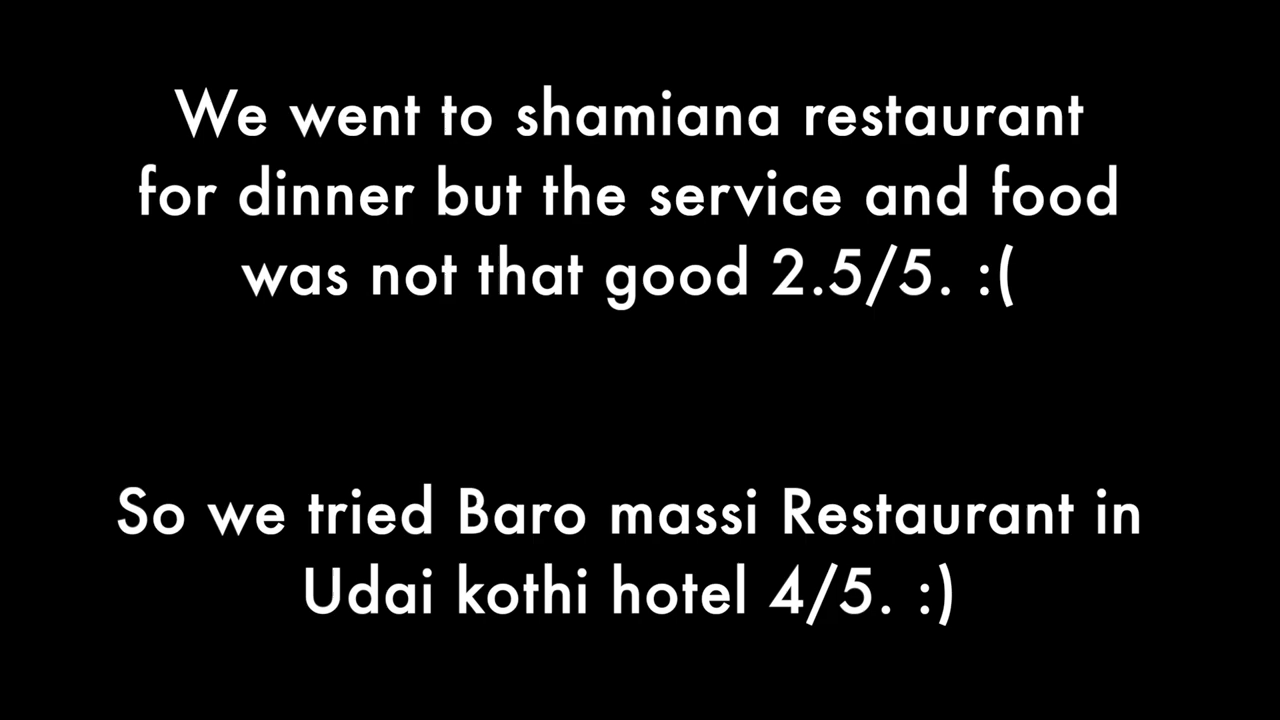 We went to shamiana restaurant
for dinner but the service and food
was not that good 2.5/5. :(
So we tried Baro massi Restaurant in
Udai kothi hotel 4/5. :)